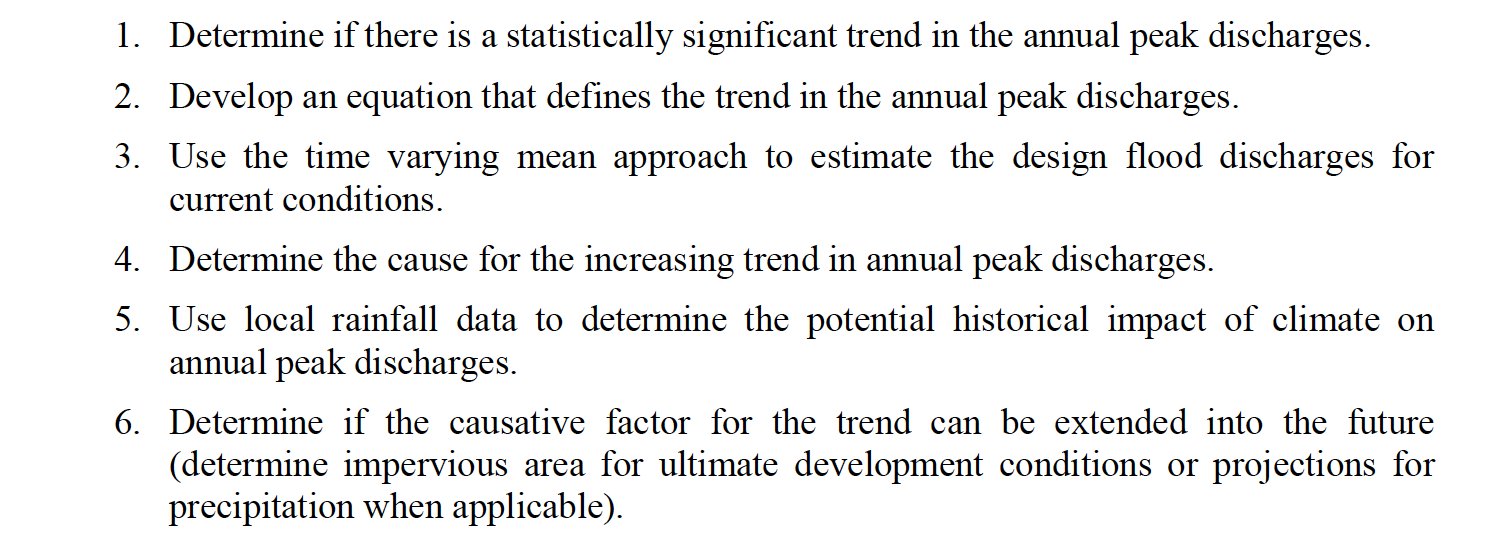 1. Determine if there is a statistically significant trend in the annual peak discharges.
2. Develop an equation that defines the trend in the annual peak discharges.
3. Use the time varying mean approach to estimate the design flood discharges for
current conditions.
4. Determine the cause for the increasing trend in annual peak discharges.
5. Use local rainfall data to determine the potential historical impact of climate on
annual peak discharges.
6. Determine if the causative factor for the trend can be extended into the future
(determine impervious area for ultimate development conditions or projections for
precipitation when applicable).